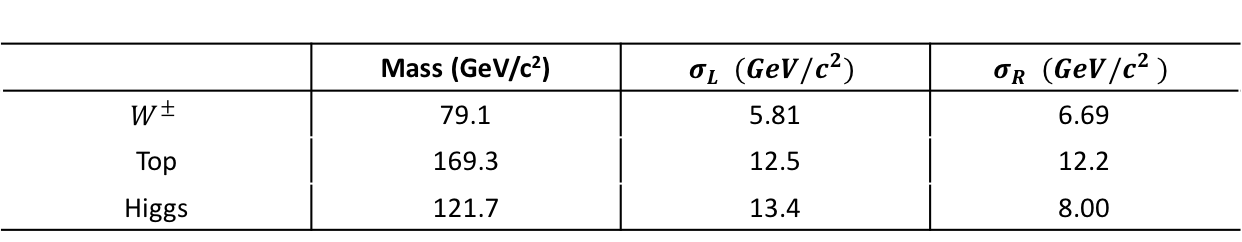 Mass (GeV/c²) σ_L (GeV/c²) σ_R (GeV/c² )
W± 79.1 5.81 6.69
Top 169.3 12.5 12.2
Higgs 121.7 13.4 8.00